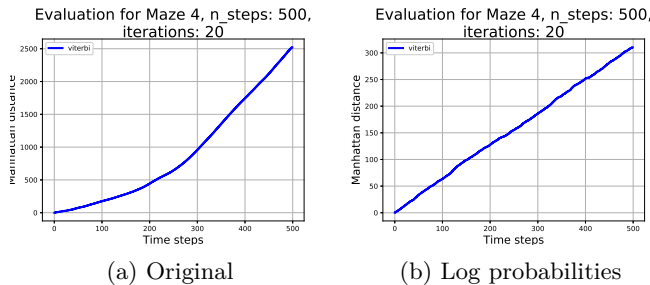 Evaluation for Maze 4, n_steps: 500,
iterations: 20
viterbi
Manhattan distance
2500
2000
1500
1000
500
0
0 100 200 300 400 500
Time steps
(a) Original
Evaluation for Maze 4, n_steps: 500,
iterations: 20
viterbi
Manhattan distance
300
250
200
150
100
50
0
0 100 200 300 400 500
Time steps
(b) Log probabilities